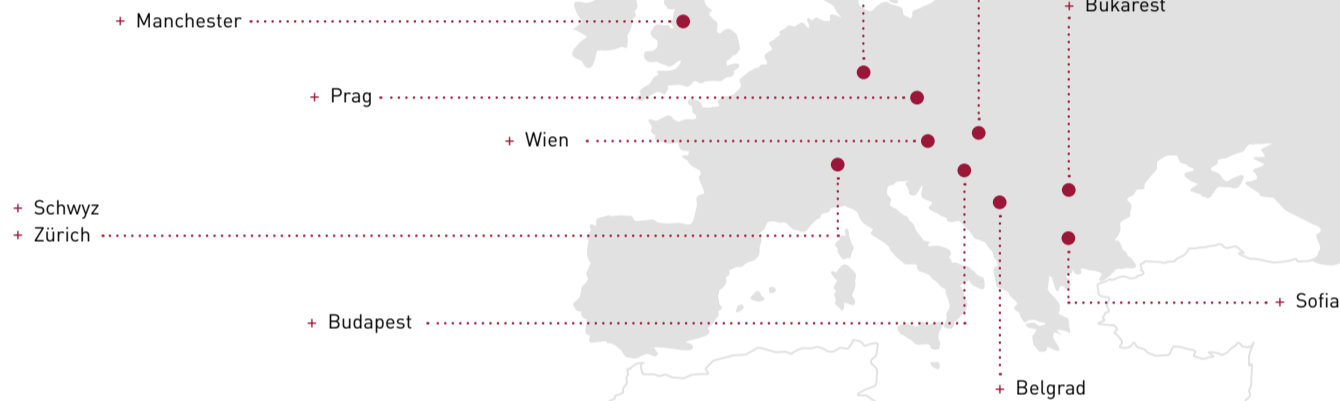 + Bukarest
+ Manchester
+ Prag
+ Wien
+ Schwyz
+ Zürich
+ Sofia
+ Budapest
+ Belgrad